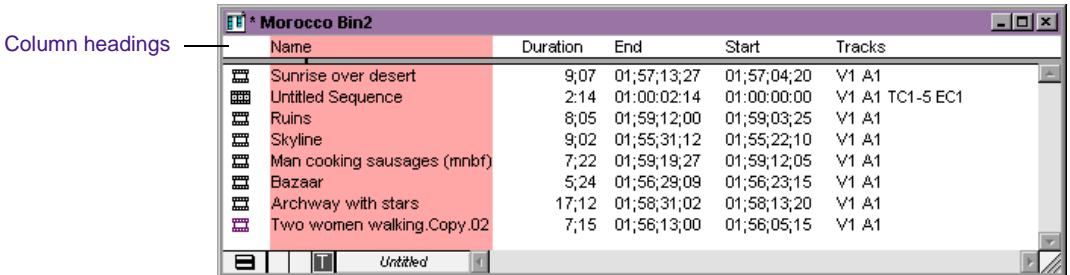 * Morocco Bin2
Column headings
Name Duration End Start Tracks
Sunrise over desert 9;07 01;57;13;27 01;57;04;20 V1 A1
Untitled Sequence 2:14 01:00:02:14 01:00:00:00 V1 A1 TC1-5 EC1
Ruins 8;05 01;59;12;00 01;59;03;25 V1 A1
Skyline 9;02 01;55;31;12 01;55;22;10 V1 A1
Man cooking sausages (mnbf) 7;22 01;59;19;27 01;59;12;05 V1 A1
Bazaar 5;24 01;56;29;09 01;56;23;15 V1 A1
Archway with stars 17;12 01;58;31;02 01;58;13;20 V1 A1
Two women walking.Copy.02 7;15 01;56;13;00 01;56;05;15 V1 A1
T Untitled